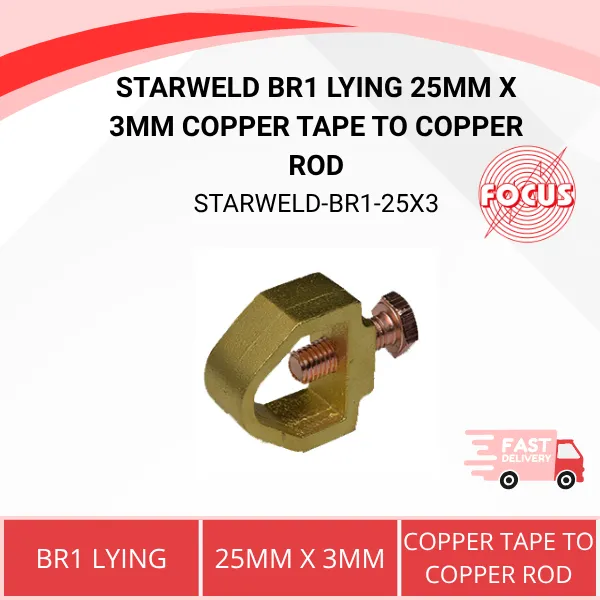 STARWELD BR1 LYING 25MM X
3MM COPPER TAPE TO COPPER
ROD
STARWELD-BR1-25X3
FOCUS
FAST
DELIVERY
BR1 LYING
25MM X 3MM
COPPER TAPE TO
COPPER ROD